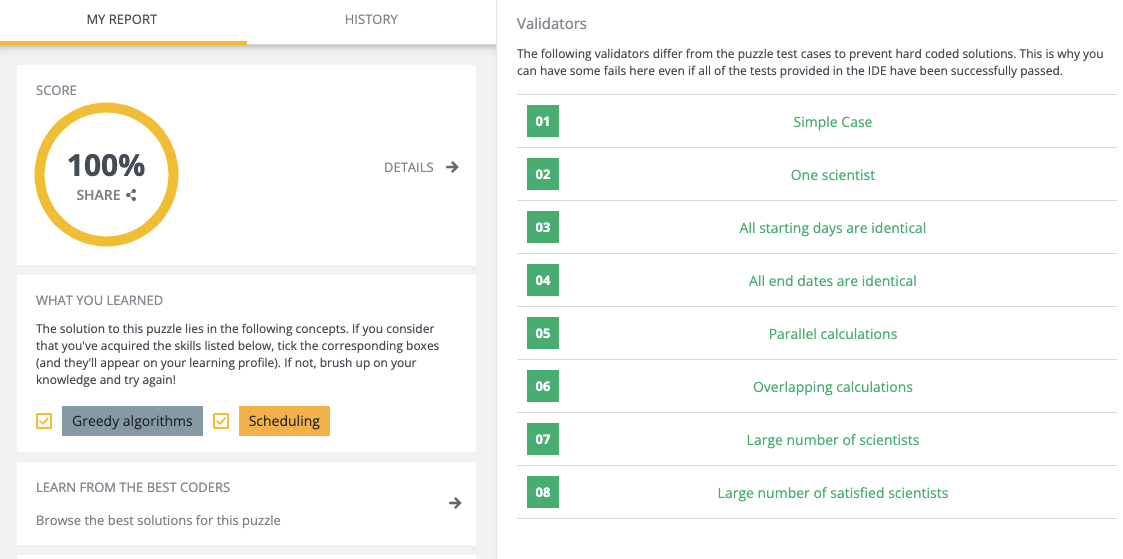 MY REPORT
HISTORY
SCORE
100%
SHARE
DETAILS
WHAT YOU LEARNED
The solution to this puzzle lies in the following concepts. If you consider
that you've acquired the skills listed below, tick the corresponding boxes
(and they'll appear on your learning profile). If not, brush up on your
knowledge and try again!
Greedy algorithms
Scheduling
LEARN FROM THE BEST CODERS
Browse the best solutions for this puzzle
Validators
The following validators differ from the puzzle test cases to prevent hard coded solutions. This is why you
can have some fails here even if all of the tests provided in the IDE have been successfully passed.
01 Simple Case
02 One scientist
03 All starting days are identical
04 All end dates are identical
05 Parallel calculations
06 Overlapping calculations
07 Large number of scientists
08 Large number of satisfied scientists